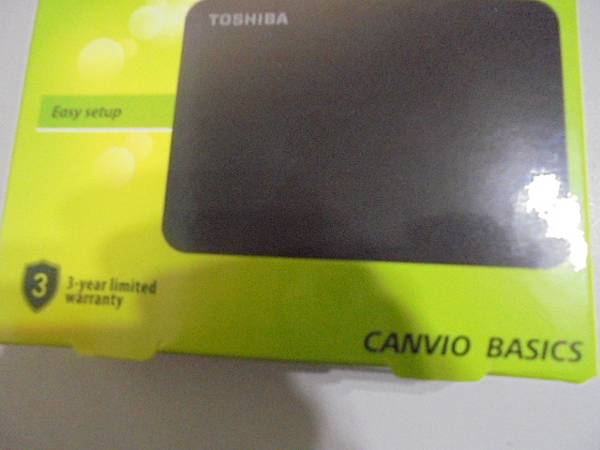 TOSHIBA
Easy setup
3
3-year limited
warranty
CANVIO BASICS